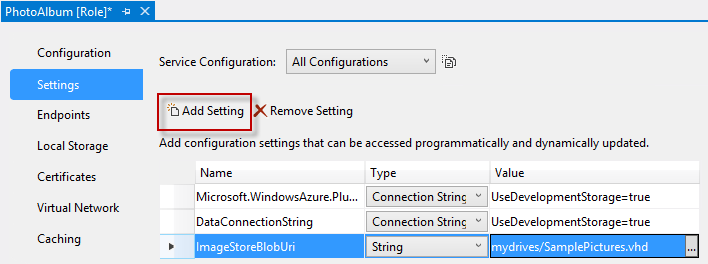 PhotoAlbum [Role]*
Configuration
Settings
Endpoints
Local Storage
Certificates
Virtual Network
Caching
Service Configuration: All Configurations
Add Setting Remove Setting
Add configuration settings that can be accessed programmatically and dynamically updated.
Name Type Value
Microsoft.WindowsAzure.Plu... Connection String UseDevelopmentStorage=true
DataConnectionString Connection String UseDevelopmentStorage=true
ImageStoreBlobUri String mydrives/SamplePictures.vhd ...